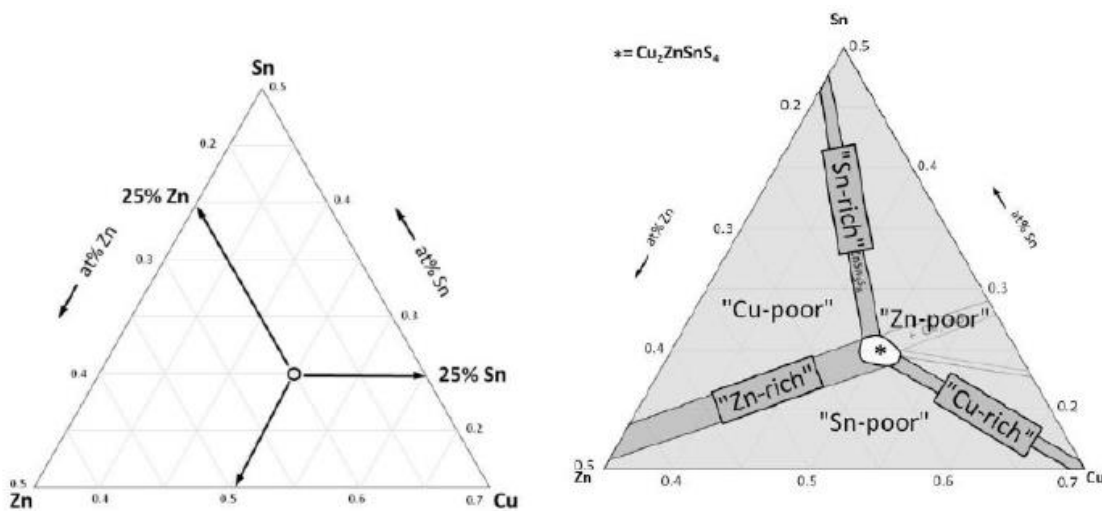 Sn
0.5
0.2
25% Zn
0.4
at% Zn
at% Sn
0.3
0.3
0.4
25% Sn
0.2
0.5
0.4
0.5
0.7
Zn
Cu
Sn
0.5
*= Cu₂ZnSnS₄
0.2
"Sn-rich"
0.4
at% Zn
at% Sn
0.3
0.3
"Cu-poor"
"Zn-poor"
0.4
*
"Zn-rich"
"Cu-rich"
0.2
"Sn-poor"
0.5
Zn
0.4
0.5
0.6
0.7
Cu